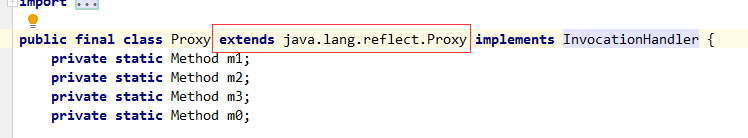 import ...
public final class Proxy extends java.lang.reflect.Proxy implements InvocationHandler {
private static Method m1;
private static Method m2;
private static Method m3;
private static Method m0;